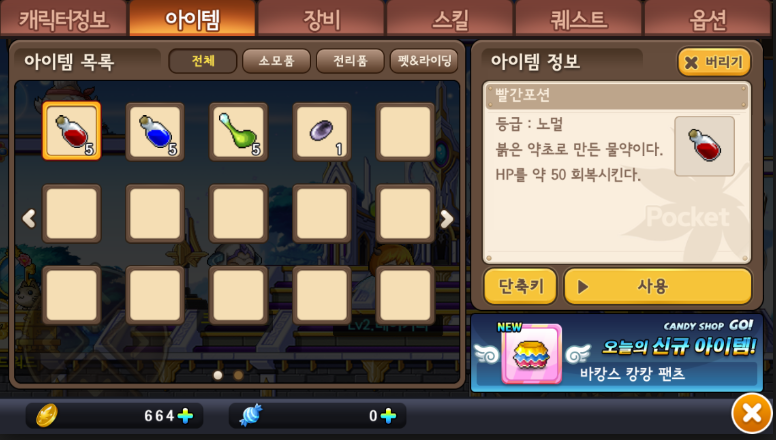 캐릭터정보 아이템 장비 스킬 퀘스트 옵션
아이템 목록 전체 소모품 전리품 펫&라이딩
5 5 5 1
아이템 정보 버리기
빨간포션
등급 : 노멀
붉은 약초로 만든 물약이다.
HP를 약 50 회복시킨다.
Pocket
단축키 사용
Lv2.
NEW CANDY SHOP GO!
오늘의 신규 아이템!
바캉스 캉캉 팬츠
664 0